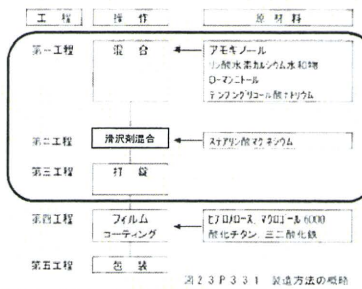 工程 操作 原材料
第一工程 混合 アモキノール
リン酸水素カルシウム水和物
D-マンニトール
デンプングリコール酸ナトリウム
第二工程 滑沢剤混合 ステアリン酸マグネシウム
第三工程 打錠
第四工程 フィルム
コーティング
ヒプロメロース、マクロゴール6000
酸化チタン、三二酸化鉄
第五工程 包装
図23P331 製造方法の概略